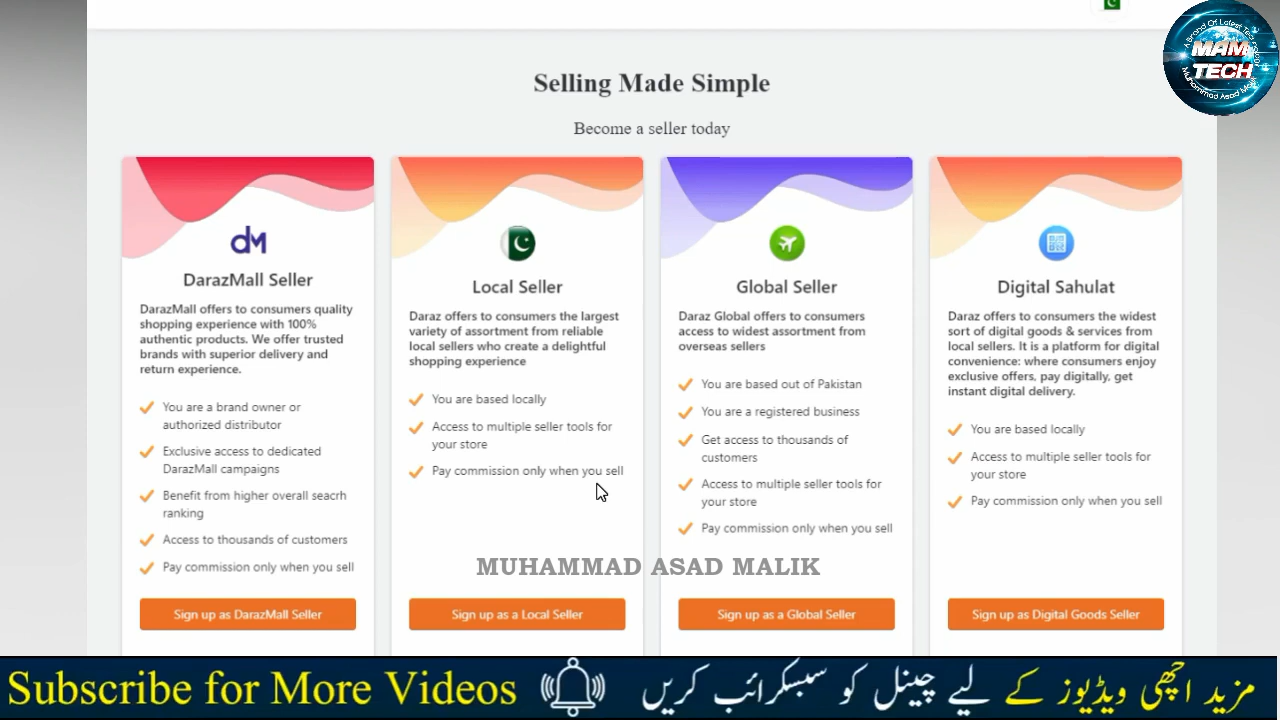 A Brand Of Latest Technology
MAM
TECH
Muhammad Asad Malik
Selling Made Simple
Become a seller today
dM
DarazMall Seller
DarazMall offers to consumers quality
shopping experience with 100%
authentic products. We offer trusted
brands with superior delivery and
return experience.
You are a brand owner or
authorized distributor
Exclusive access to dedicated
DarazMall campaigns
Benefit from higher overall seacrh
ranking
Access to thousands of customers
Pay commission only when you sell
Sign up as DarazMall Seller
Local Seller
Daraz offers to consumers the largest
variety of assortment from reliable
local sellers who create a delightful
shopping experience
You are based locally
Access to multiple seller tools for
your store
Pay commission only when you sell
Sign up as a Local Seller
Global Seller
Daraz Global offers to consumers
access to widest assortment from
overseas sellers
You are based out of Pakistan
You are a registered business
Get access to thousands of
customers
Access to multiple seller tools for
your store
Pay commission only when you sell
Sign up as a Global Seller
Digital Sahulat
Daraz offers to consumers the widest
sort of digital goods & services from
local sellers. It is a platform for digital
convenience: where consumers enjoy
exclusive offers, pay digitally, get
instant digital delivery.
You are based locally
Access to multiple seller tools for
your store
Pay commission only when you sell
Sign up as Digital Goods Seller
MUHAMMAD ASAD MALIK
Subscribe for More Videos
مزید اچھی ویڈیوز کے لیے چینل کو سبسکرائب کریں